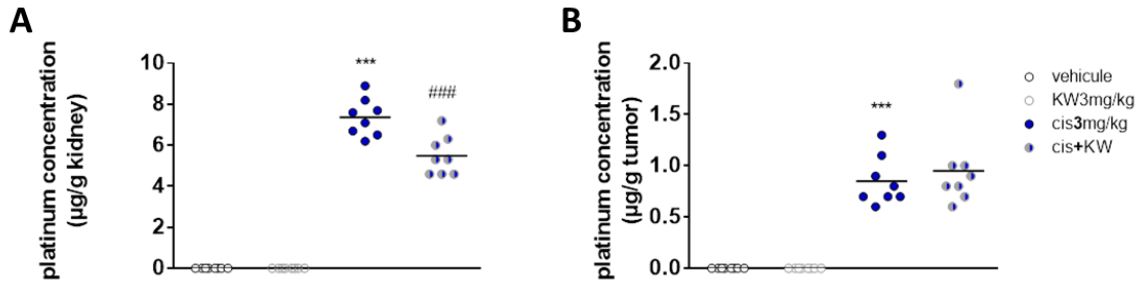 A
platinum concentration
(µg/g kidney)
10
8
6
4
2
0
***
###
B
platinum concentration
(µg/g tumor)
2.0
1.5
1.0
0.5
0.0
***
vehicule
KW3mg/kg
cis3mg/kg
cis+KW